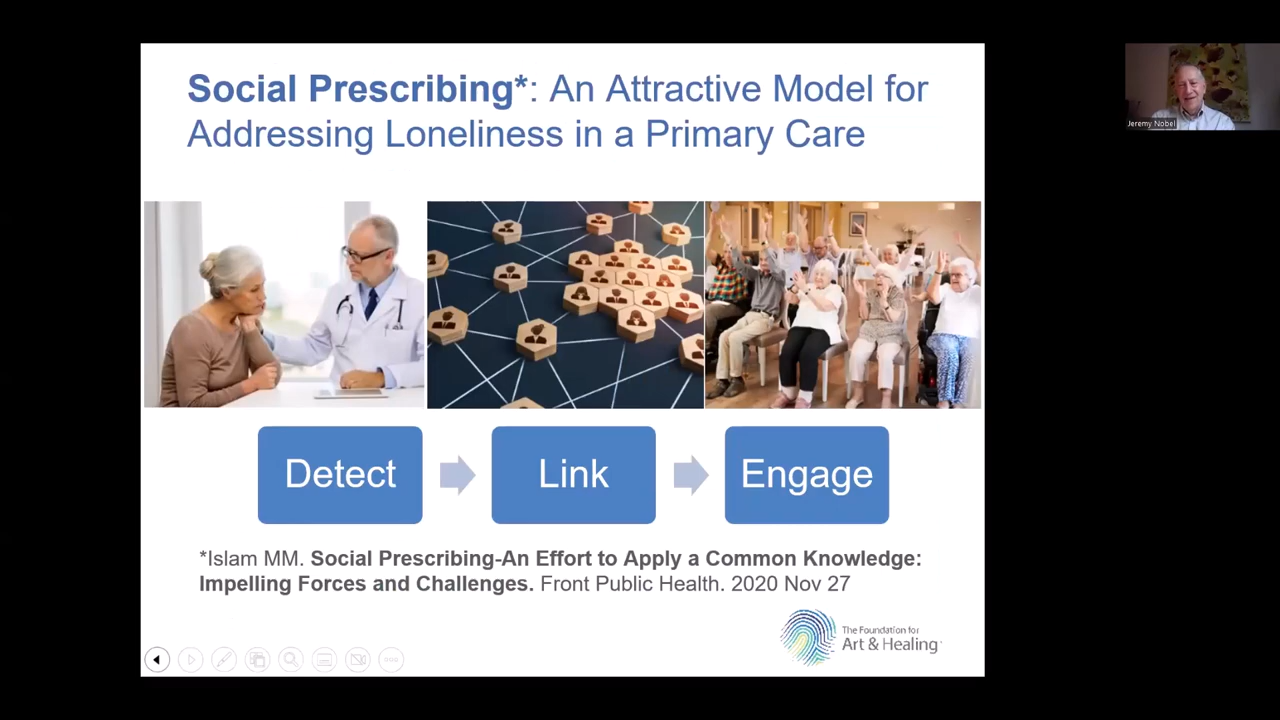 Social Prescribing*: An Attractive Model for
Addressing Loneliness in a Primary Care
Jeremy Nobel
Detect
Link
Engage
*Islam MM. Social Prescribing-An Effort to Apply a Common Knowledge:
Impelling Forces and Challenges. Front Public Health. 2020 Nov 27
The Foundation for
Art & Healing